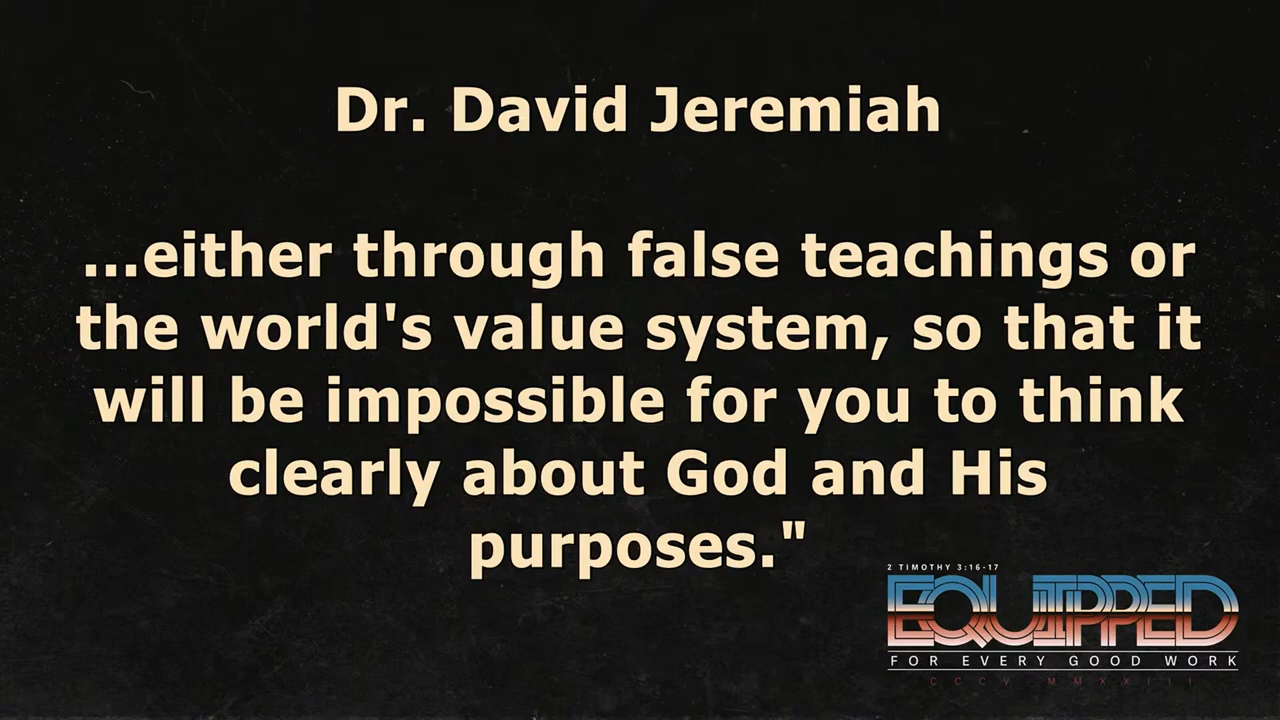 Dr. David Jeremiah
...either through false teachings or
the world's value system, so that it
will be impossible for you to think
clearly about God and His
purposes."
2 TIMOTHY 3:16-17
EQUIPPED
FOR EVERY GOOD WORK
CCCV MMXXIII